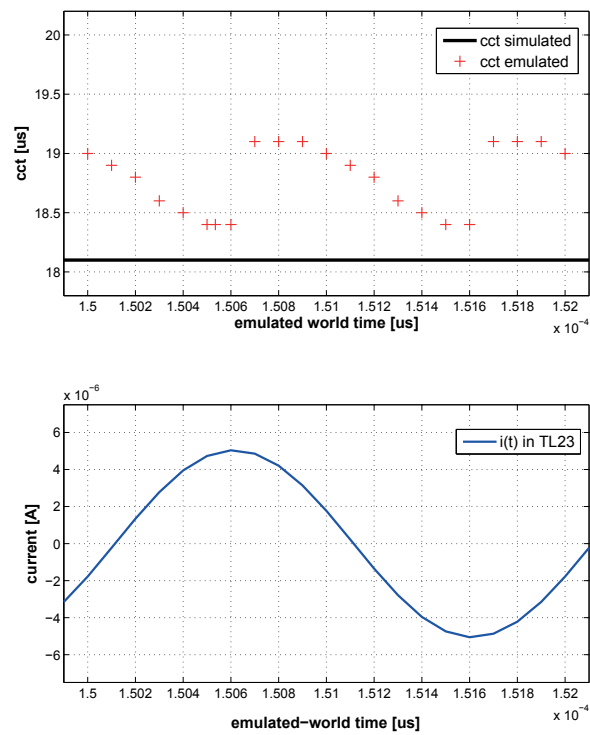 20
19.5
19
18.5
18
cct [us]
cct simulated
cct emulated
1.5 1.502 1.504 1.506 1.508 1.51 1.512 1.514 1.516 1.518 1.52
emulated world time [us]
x 10⁻⁴
x 10⁻⁶
6
4
2
0
−2
−4
−6
current [A]
i(t) in TL23
1.5 1.502 1.504 1.506 1.508 1.51 1.512 1.514 1.516 1.518 1.52
x 10⁻⁴
emulated−world time [us]